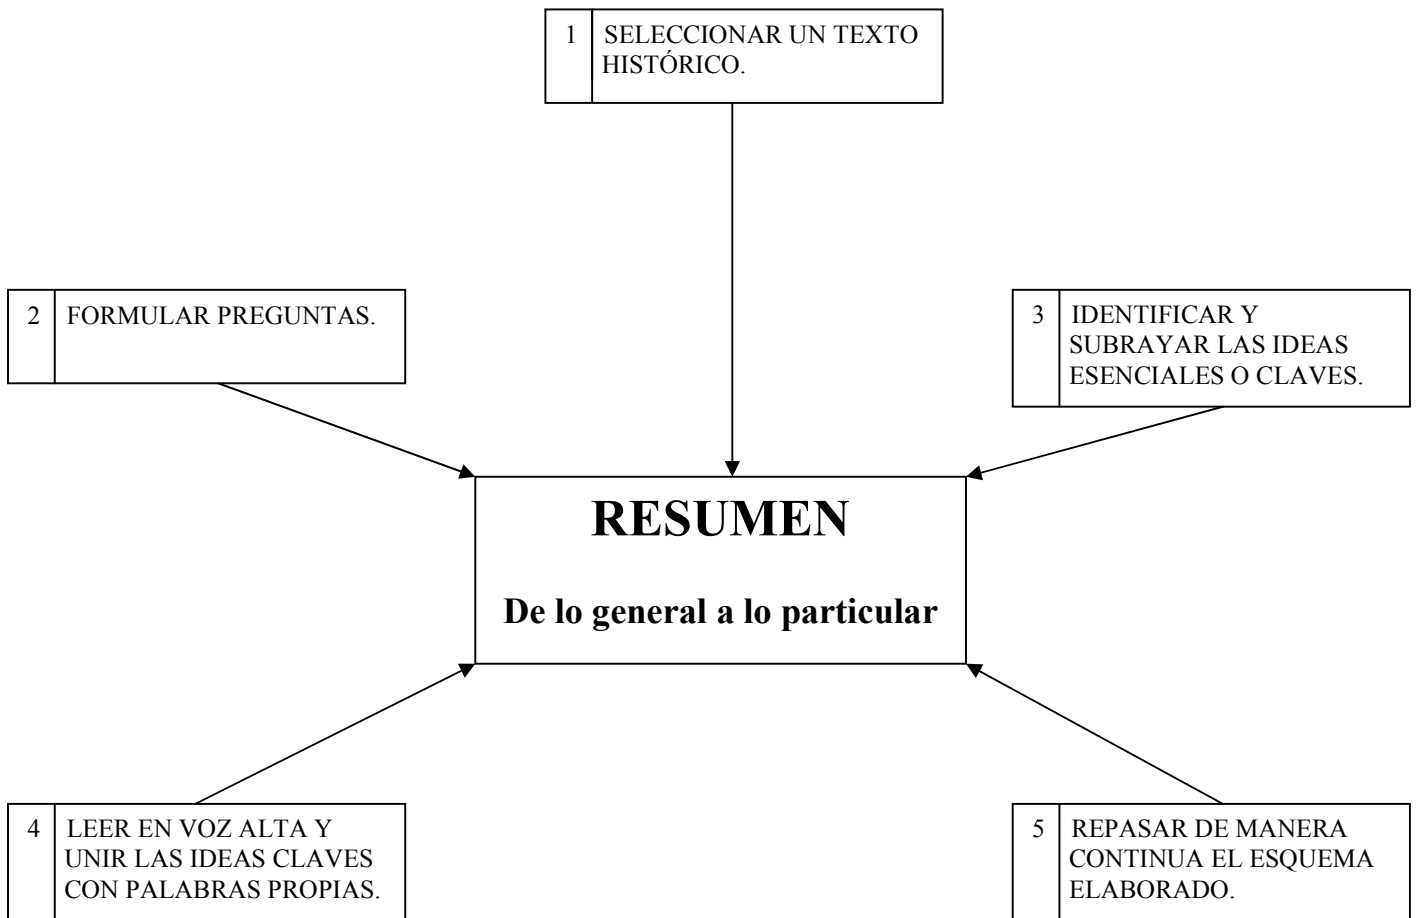 1 SELECCIONAR UN TEXTO
HISTÓRICO.
2 FORMULAR PREGUNTAS.
3 IDENTIFICAR Y
SUBRAYAR LAS IDEAS
ESENCIALES O CLAVES.
RESUMEN
De lo general a lo particular
4 LEER EN VOZ ALTA Y
UNIR LAS IDEAS CLAVES
CON PALABRAS PROPIAS.
5 REPASAR DE MANERA
CONTINUA EL ESQUEMA
ELABORADO.